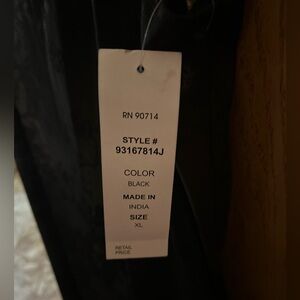 RN 90714
STYLE #
93167814J
COLOR
BLACK
MADE IN
INDIA
SIZE
XL
RETAIL
PRICE